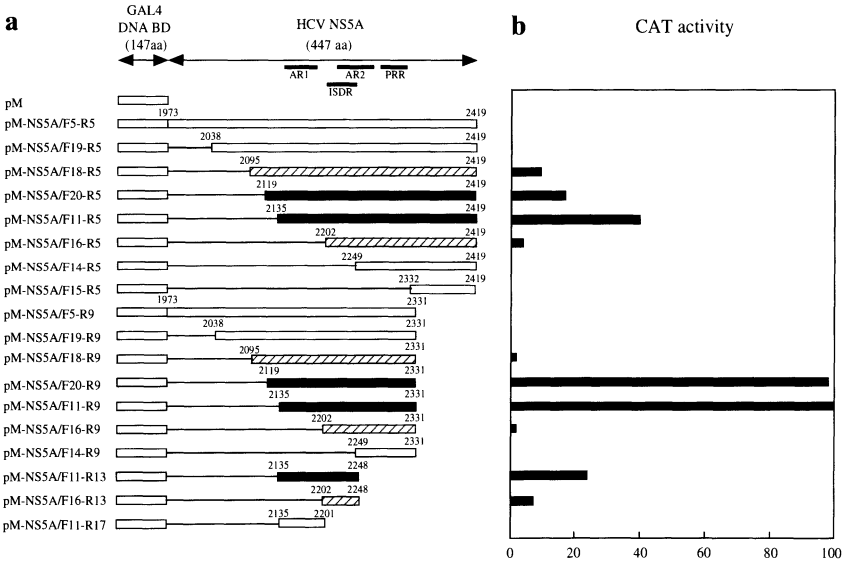 a
GAL4
DNA BD
(147aa)
HCV NS5A
(447 aa)
AR1
AR2
PRR
ISDR
b
CAT activity
pM
1973
2419
pM-NS5A/F5-R5
2038
2419
pM-NS5A/F19-R5
2095
2419
pM-NS5A/F18-R5
2119
2419
pM-NS5A/F20-R5
2135
2419
pM-NS5A/F11-R5
2202
2419
pM-NS5A/F16-R5
2249
2419
pM-NS5A/F14-R5
2332
2419
pM-NS5A/F15-R5
1973
2331
pM-NS5A/F5-R9
2038
2331
pM-NS5A/F19-R9
2095
2331
pM-NS5A/F18-R9
2119
2331
pM-NS5A/F20-R9
2135
2331
pM-NS5A/F11-R9
2202
2331
pM-NS5A/F16-R9
2249
2331
pM-NS5A/F14-R9
2135
2248
pM-NS5A/F11-R13
2202
2248
pM-NS5A/F16-R13
2135
2201
pM-NS5A/F11-R17
0
20
40
60
80
100